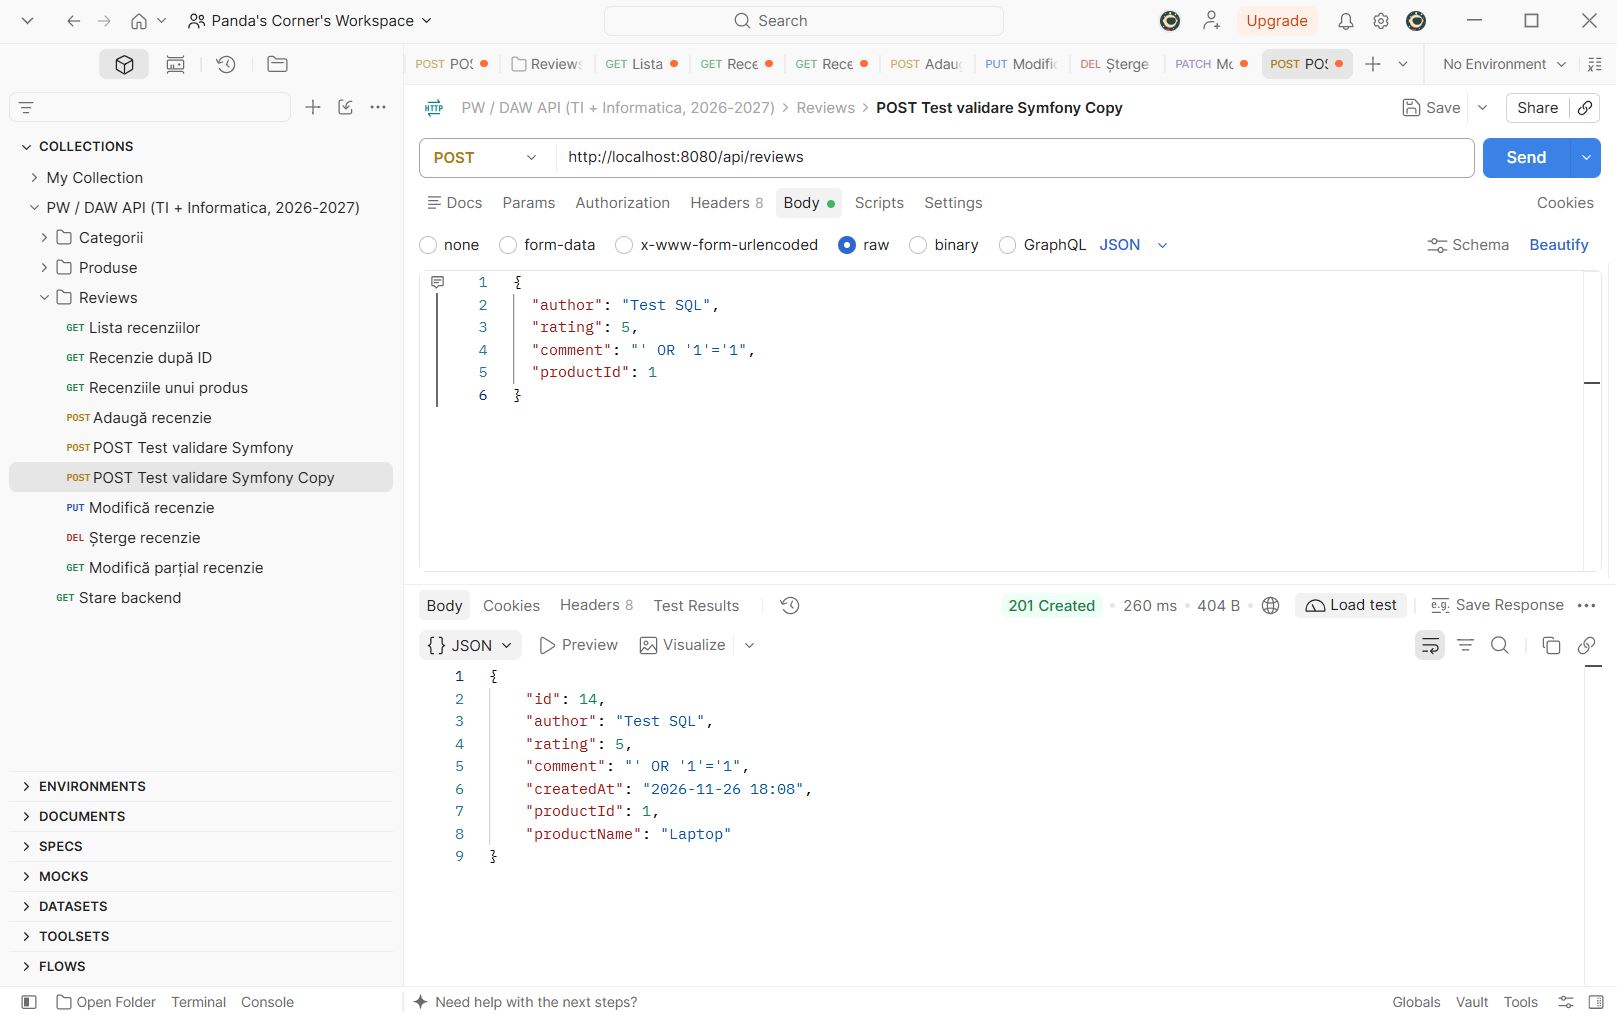 Panda's Corner's Workspace
Search
Upgrade
POST POS
Reviews
GET Lista
GET Rece
GET Rece
POST Adau
PUT Modifi
DEL Șterge
PATCH Mo
POST POS
No Environment
COLLECTIONS
My Collection
PW / DAW API (TI + Informatica, 2026-2027)
Categorii
Produse
Reviews
GET Lista recenziilor
GET Recenzie după ID
GET Recenziile unui produs
POST Adaugă recenzie
POST POST Test validare Symfony
POST POST Test validare Symfony Copy
PUT Modifică recenzie
DEL Șterge recenzie
GET Modifică parțial recenzie
GET Stare backend
ENVIRONMENTS
DOCUMENTS
SPECS
MOCKS
DATASETS
TOOLSETS
FLOWS
HTTP PW / DAW API (TI + Informatica, 2026-2027) > Reviews > POST Test validare Symfony Copy
Save
Share
POST http://localhost:8080/api/reviews
Send
Docs Params Authorization Headers 8 Body Scripts Settings
Cookies
none form-data x-www-form-urlencoded raw binary GraphQL JSON
Schema Beautify
1 {
2 "author": "Test SQL",
3 "rating": 5,
4 "comment": "' OR '1'='1",
5 "productId": 1
6 }
Body Cookies Headers 8 Test Results
201 Created • 260 ms • 404 B
Load test
e.g. Save Response
{} JSON Preview Visualize
1 {
2 "id": 14,
3 "author": "Test SQL",
4 "rating": 5,
5 "comment": "' OR '1'='1",
6 "createdAt": "2026-11-26 18:08",
7 "productId": 1,
8 "productName": "Laptop"
9 }
Open Folder Terminal Console
Need help with the next steps?
Globals Vault Tools